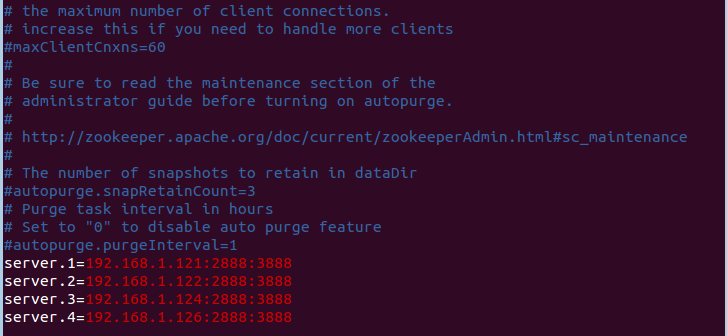 # the maximum number of client connections.
# increase this if you need to handle more clients
#maxClientCnxns=60
#
# Be sure to read the maintenance section of the
# administrator guide before turning on autopurge.
#
# http://zookeeper.apache.org/doc/current/zookeeperAdmin.html#sc_maintenance
#
# The number of snapshots to retain in dataDir
#autopurge.snapRetainCount=3
# Purge task interval in hours
# Set to "0" to disable auto purge feature
#autopurge.purgeInterval=1
server.1=192.168.1.121:2888:3888
server.2=192.168.1.122:2888:3888
server.3=192.168.1.124:2888:3888
server.4=192.168.1.126:2888:3888